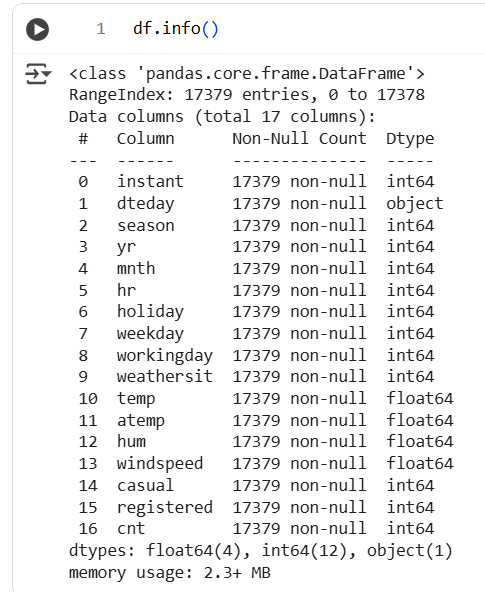 1 df.info()
<class 'pandas.core.frame.DataFrame'>
RangeIndex: 17379 entries, 0 to 17378
Data columns (total 17 columns):
 #   Column      Non-Null Count  Dtype
---  ------      --------------  -----
 0   instant     17379 non-null  int64
 1   dteday      17379 non-null  object
 2   season      17379 non-null  int64
 3   yr          17379 non-null  int64
 4   mnth        17379 non-null  int64
 5   hr          17379 non-null  int64
 6   holiday     17379 non-null  int64
 7   weekday     17379 non-null  int64
 8   workingday  17379 non-null  int64
 9   weathersit  17379 non-null  int64
 10  temp        17379 non-null  float64
 11  atemp       17379 non-null  float64
 12  hum         17379 non-null  float64
 13  windspeed   17379 non-null  float64
 14  casual      17379 non-null  int64
 15  registered  17379 non-null  int64
 16  cnt         17379 non-null  int64
dtypes: float64(4), int64(12), object(1)
memory usage: 2.3+ MB